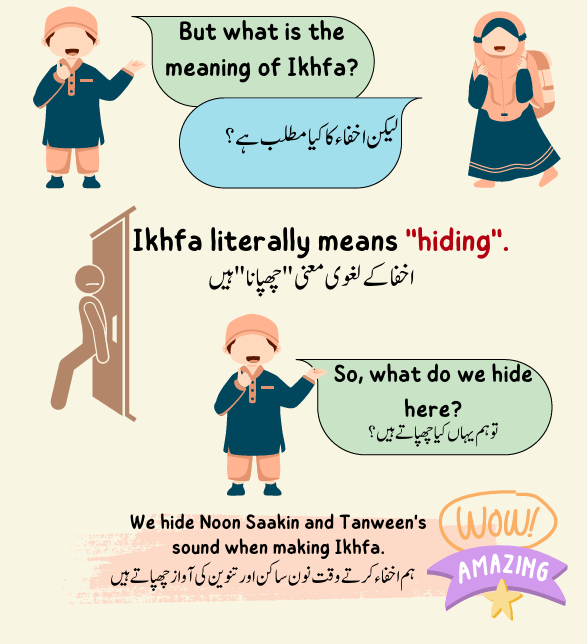 But what is the
meaning of Ikhfa?
لیکن اخفاء کا کیا مطلب ہے؟
Ikhfa literally means "hiding".
اخفا کے لغوی معنی "چھپانا" ہیں
So, what do we hide
here?
تو ہم یہاں کیا چھپاتے ہیں؟
We hide Noon Saakin and Tanween's
sound when making Ikhfa.
ہم اخفاء کرتے وقت نون ساکن اور تنوین کی آواز چھپاتے ہیں
WOW!
AMAZING